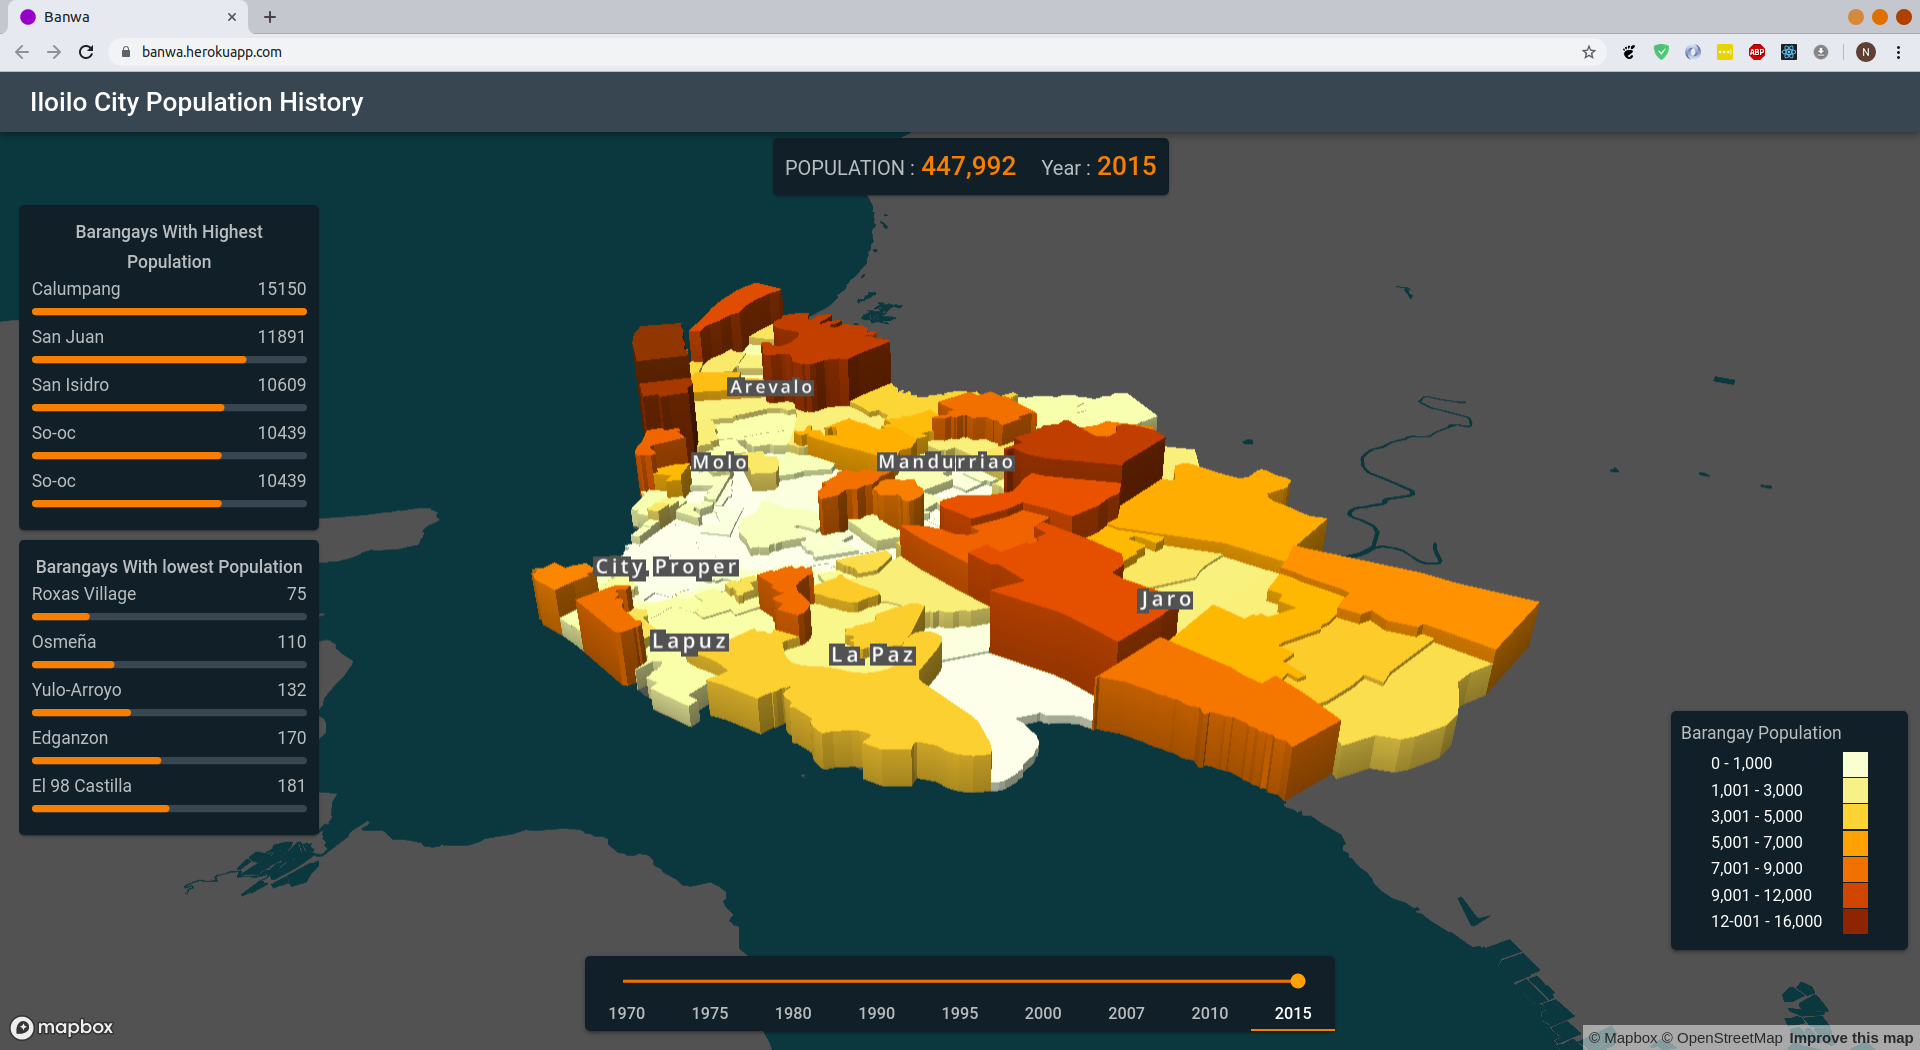 Banwa
banwa.herokuapp.com
ABP
N
Iloilo City Population History
POPULATION : 447,992 Year : 2015
Barangays With Highest
Population
Calumpang 15150
San Juan 11891
San Isidro 10609
So-oc 10439
So-oc 10439
Barangays With lowest Population
Roxas Village 75
Osmeña 110
Yulo-Arroyo 132
Edganzon 170
El 98 Castilla 181
Arevalo
Molo
Mandurriao
City Proper
Jaro
Lapuz
La Paz
Barangay Population
0 - 1,000
1,001 - 3,000
3,001 - 5,000
5,001 - 7,000
7,001 - 9,000
9,001 - 12,000
12-001 - 16,000
1970 1975 1980 1990 1995 2000 2007 2010 2015
mapbox
© Mapbox © OpenStreetMap Improve this map